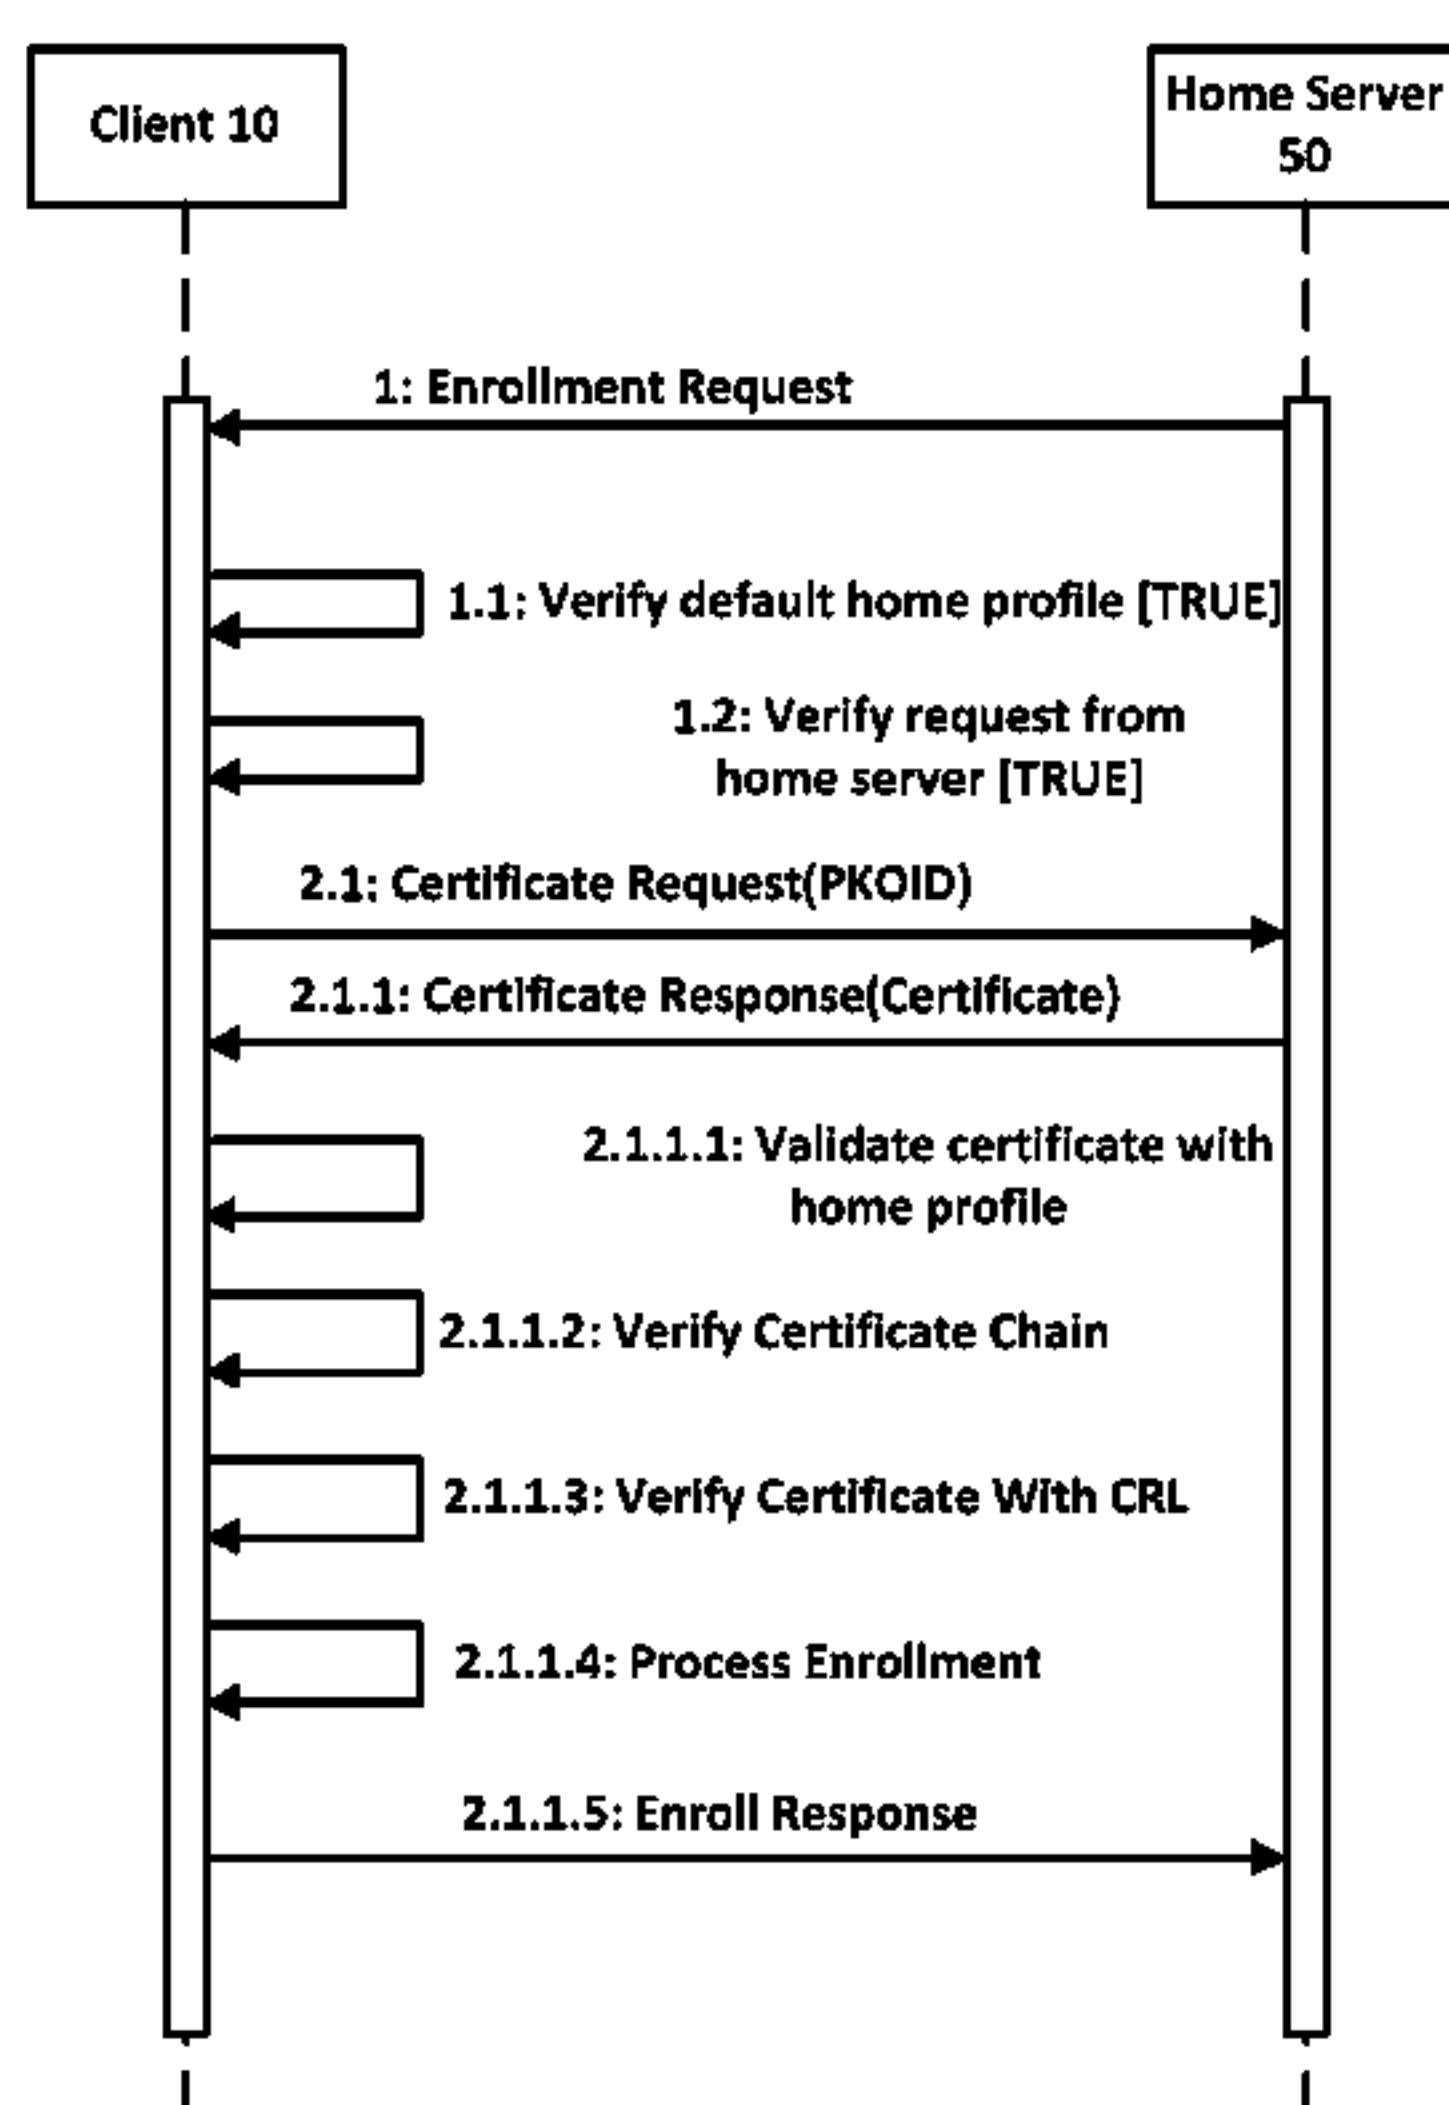 Client 10
Home Server
50
1: Enrollment Request
1.1: Verify default home profile [TRUE]
1.2: Verify request from
home server [TRUE]
2.1: Certificate Request(PKOID)
2.1.1: Certificate Response(Certificate)
2.1.1.1: Validate certificate with
home profile
2.1.1.2: Verify Certificate Chain
2.1.1.3: Verify Certificate With CRL
2.1.1.4: Process Enrollment
2.1.1.5: Enroll Response